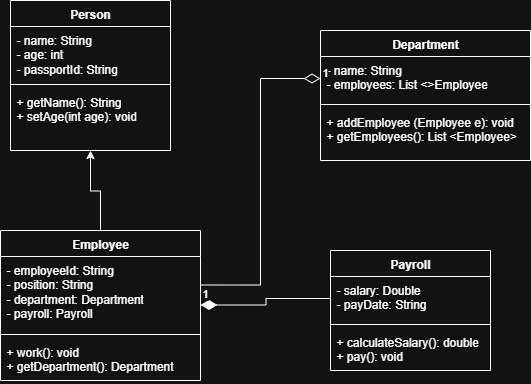 Person
- name: String
- age: int
- passportId: String
+ getName(): String
+ setAge(int age): void
Department
1
- name: String
- employees: List <>Employee
+ addEmployee (Employee e): void
+ getEmployees(): List <Employee>
Employee
- employeeId: String
- position: String
- department: Department
- payroll: Payroll
+ work(): void
+ getDepartment(): Department
1
Payroll
- salary: Double
- payDate: String
+ calculateSalary(): double
+ pay(): void